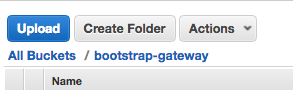 Upload Create Folder Actions
All Buckets / bootstrap-gateway
Name